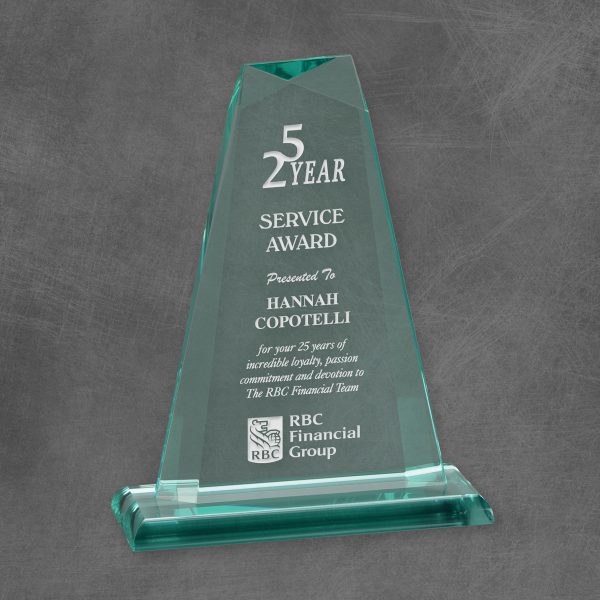 25 YEAR
SERVICE
AWARD
Presented To
HANNAH
COPOTELLI
for your 25 years of
incredible loyalty, passion
commitment and devotion to
The RBC Financial Team
RBC
RBC
Financial
Group